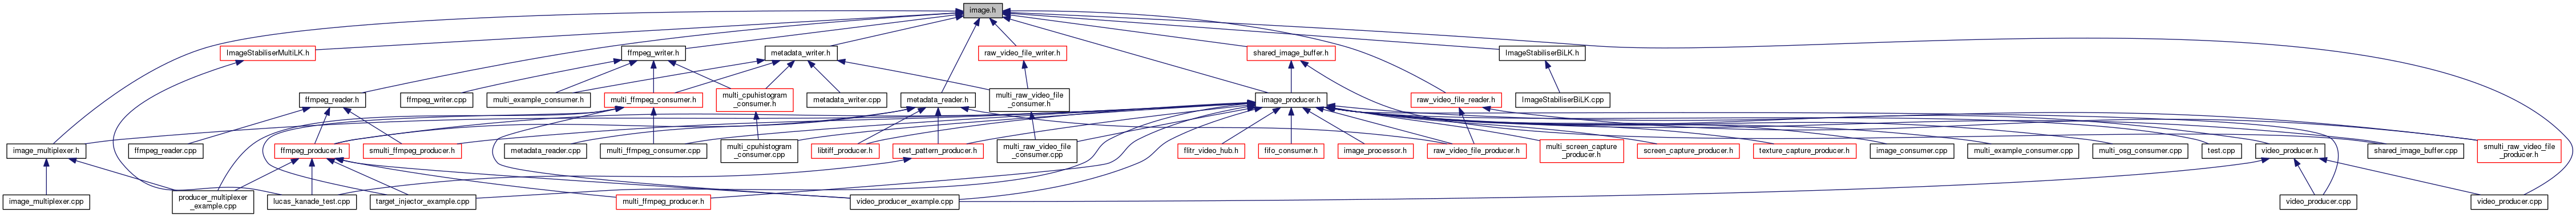 image.h
ImageStabiliserMultiLK.h
ffmpeg_writer.h
metadata_writer.h
raw_video_file_writer.h
shared_image_buffer.h
ImageStabiliserBiLK.h
ffmpeg_reader.h
ffmpeg_writer.cpp
multi_example_consumer.h
multi_ffmpeg_consumer.h
multi_cpuhistogram
_consumer.h
metadata_writer.cpp
metadata_reader.h
multi_raw_video_file
_consumer.h
image_producer.h
raw_video_file_reader.h
ImageStabiliserBiLK.cpp
image_multiplexer.h
ffmpeg_reader.cpp
ffmpeg_producer.h
smulti_ffmpeg_producer.h
metadata_reader.cpp
multi_ffmpeg_consumer.cpp
multi_cpuhistogram
_consumer.cpp
libtiff_producer.h
test_pattern_producer.h
multi_raw_video_file
_consumer.cpp
flitr_video_hub.h
fifo_consumer.h
image_processor.h
raw_video_file_producer.h
multi_screen_capture
_producer.h
screen_capture_producer.h
texture_capture_producer.h
image_consumer.cpp
multi_example_consumer.cpp
multi_osg_consumer.cpp
test.cpp
video_producer.h
shared_image_buffer.cpp
smulti_raw_video_file
_producer.h
image_multiplexer.cpp
producer_multiplexer
_example.cpp
lucas_kanade_test.cpp
target_injector_example.cpp
multi_ffmpeg_producer.h
video_producer_example.cpp
video_producer.cpp
video_producer.cpp